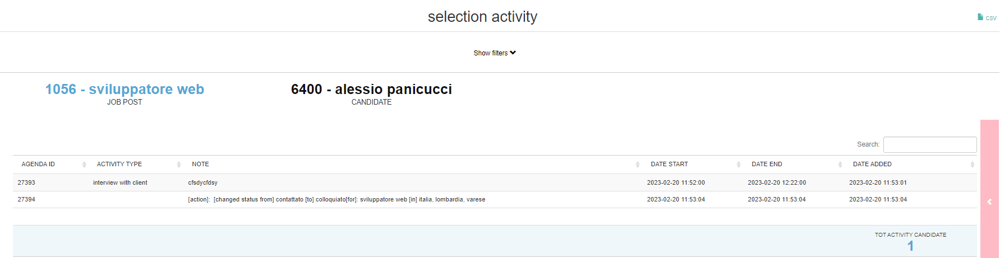 selection activity
csv
Show filters
1056 - sviluppatore web
JOB POST
6400 - alessio panicucci
CANDIDATE
Search:
AGENDA ID ACTIVITY TYPE NOTE DATE START DATE END DATE ADDED
27393 interview with client cfsdycfdsy 2023-02-20 11:52:00 2023-02-20 12:22:00 2023-02-20 11:53:01
27394 [action]: [changed status from] contattato [to] colloquiato[for]: sviluppatore web [in] italia, lombardia, varese 2023-02-20 11:53:04 2023-02-20 11:53:04 2023-02-20 11:53:04
TOT ACTIVITY CANDIDATE
1